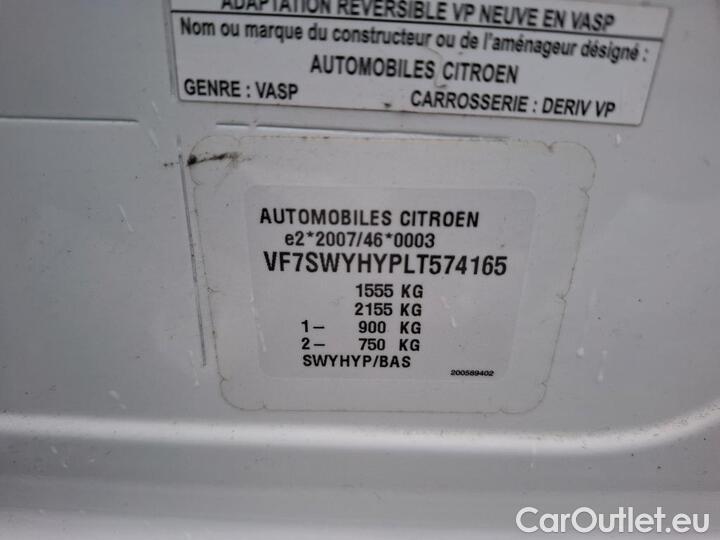 ADAPTATION REVERSIBLE VP NEUVE EN VASP
Nom ou marque du constructeur ou de l'aménageur désigné :
AUTOMOBILES CITROEN
GENRE : VASP CARROSSERIE : DERIV VP
AUTOMOBILES CITROEN
e2*2007/46*0003
VF7SWYHYPLT574165
1555 KG
2155 KG
1- 900 KG
2- 750 KG
SWYHYP/BAS
200589402
CarOutlet.eu